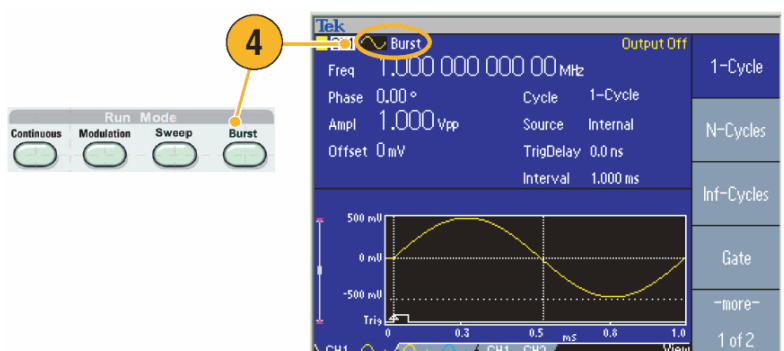 Tek
4
CH1 Burst Output Off
Freq 1.000 000 000 00 MHz
Phase 0.00 °
Cycle 1-Cycle
Ampl 1.000 Vpp
Source Internal
Offset 0 mV
TrigDelay 0.0 ns
Interval 1.000 ms
1-Cycle
N-Cycles
Inf-Cycles
Gate
-more-
1 of 2
Run Mode
Continuous Modulation Sweep Burst
500 mV
0 mV
-500 mV
Trig
0 0.3 0.5 ms 0.8 1.0
CH1 CH1 CH2 View